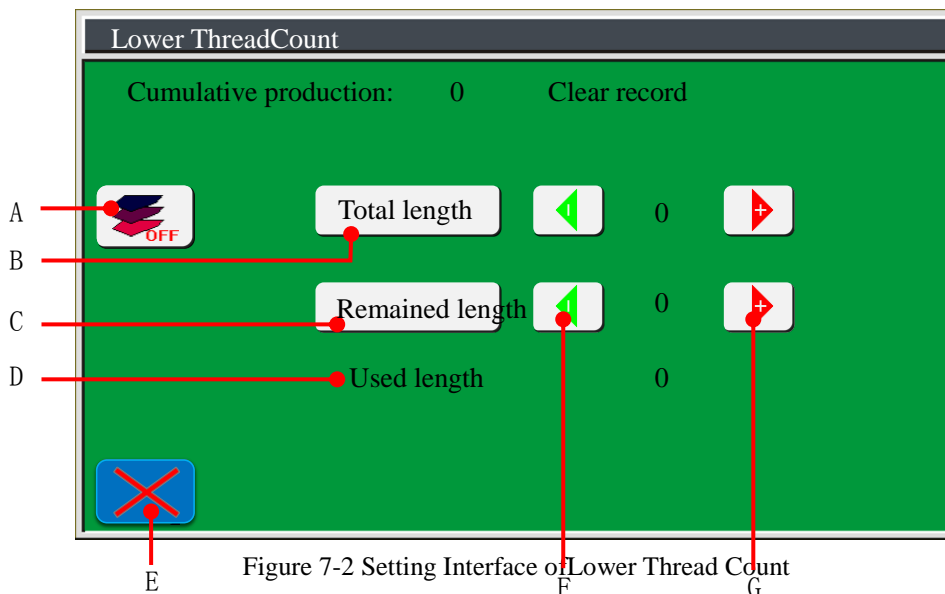 Lower ThreadCount
Cumulative production: 0 Clear record
A
OFF
Total length - 0 +
B
Remained length - 0 +
C
D Used length 0
E
Figure 7-2 Setting Interface ofLower Thread Count
F
G